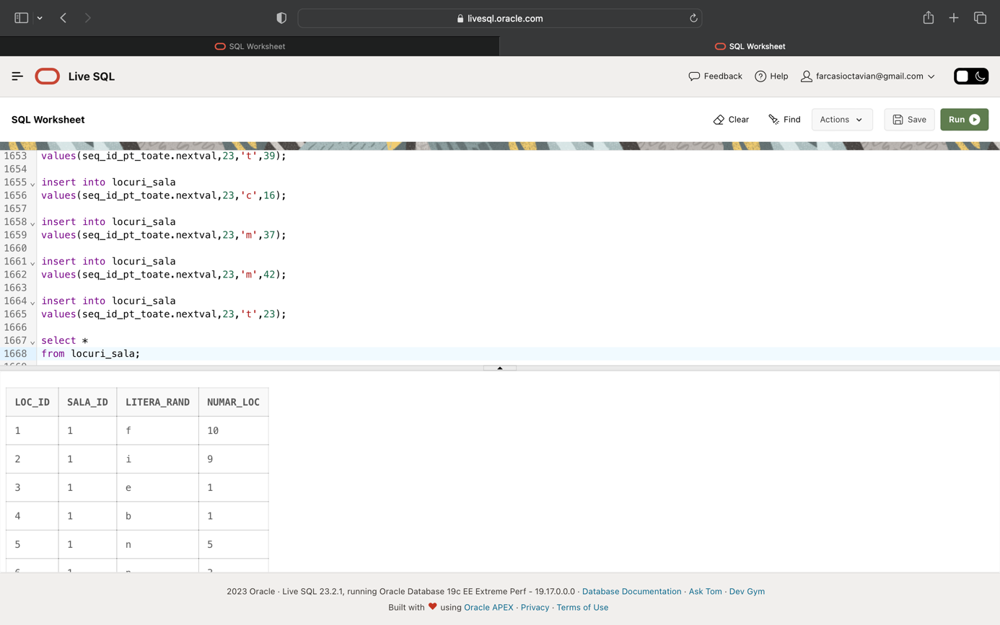 livesql.oracle.com
SQL Worksheet
SQL Worksheet
Live SQL
Feedback
Help
farcasioctavian@gmail.com
SQL Worksheet
Clear
Find
Actions
Save
Run
1653 values(seq_id_pt_toate.nextval,23,'t',39);
1654
1655 insert into locuri_sala
1656 values(seq_id_pt_toate.nextval,23,'c',16);
1657
1658 insert into locuri_sala
1659 values(seq_id_pt_toate.nextval,23,'m',37);
1660
1661 insert into locuri_sala
1662 values(seq_id_pt_toate.nextval,23,'m',42);
1663
1664 insert into locuri_sala
1665 values(seq_id_pt_toate.nextval,23,'t',23);
1666
1667 select *
1668 from locuri_sala;
LOC_ID SALA_ID LITERA_RAND NUMAR_LOC
1 1 f 10
2 1 i 9
3 1 e 1
4 1 b 1
5 1 n 5
2023 Oracle · Live SQL 23.2.1, running Oracle Database 19c EE Extreme Perf - 19.17.0.0.0 · Database Documentation · Ask Tom · Dev Gym
Built with ❤ using Oracle APEX · Privacy · Terms of Use